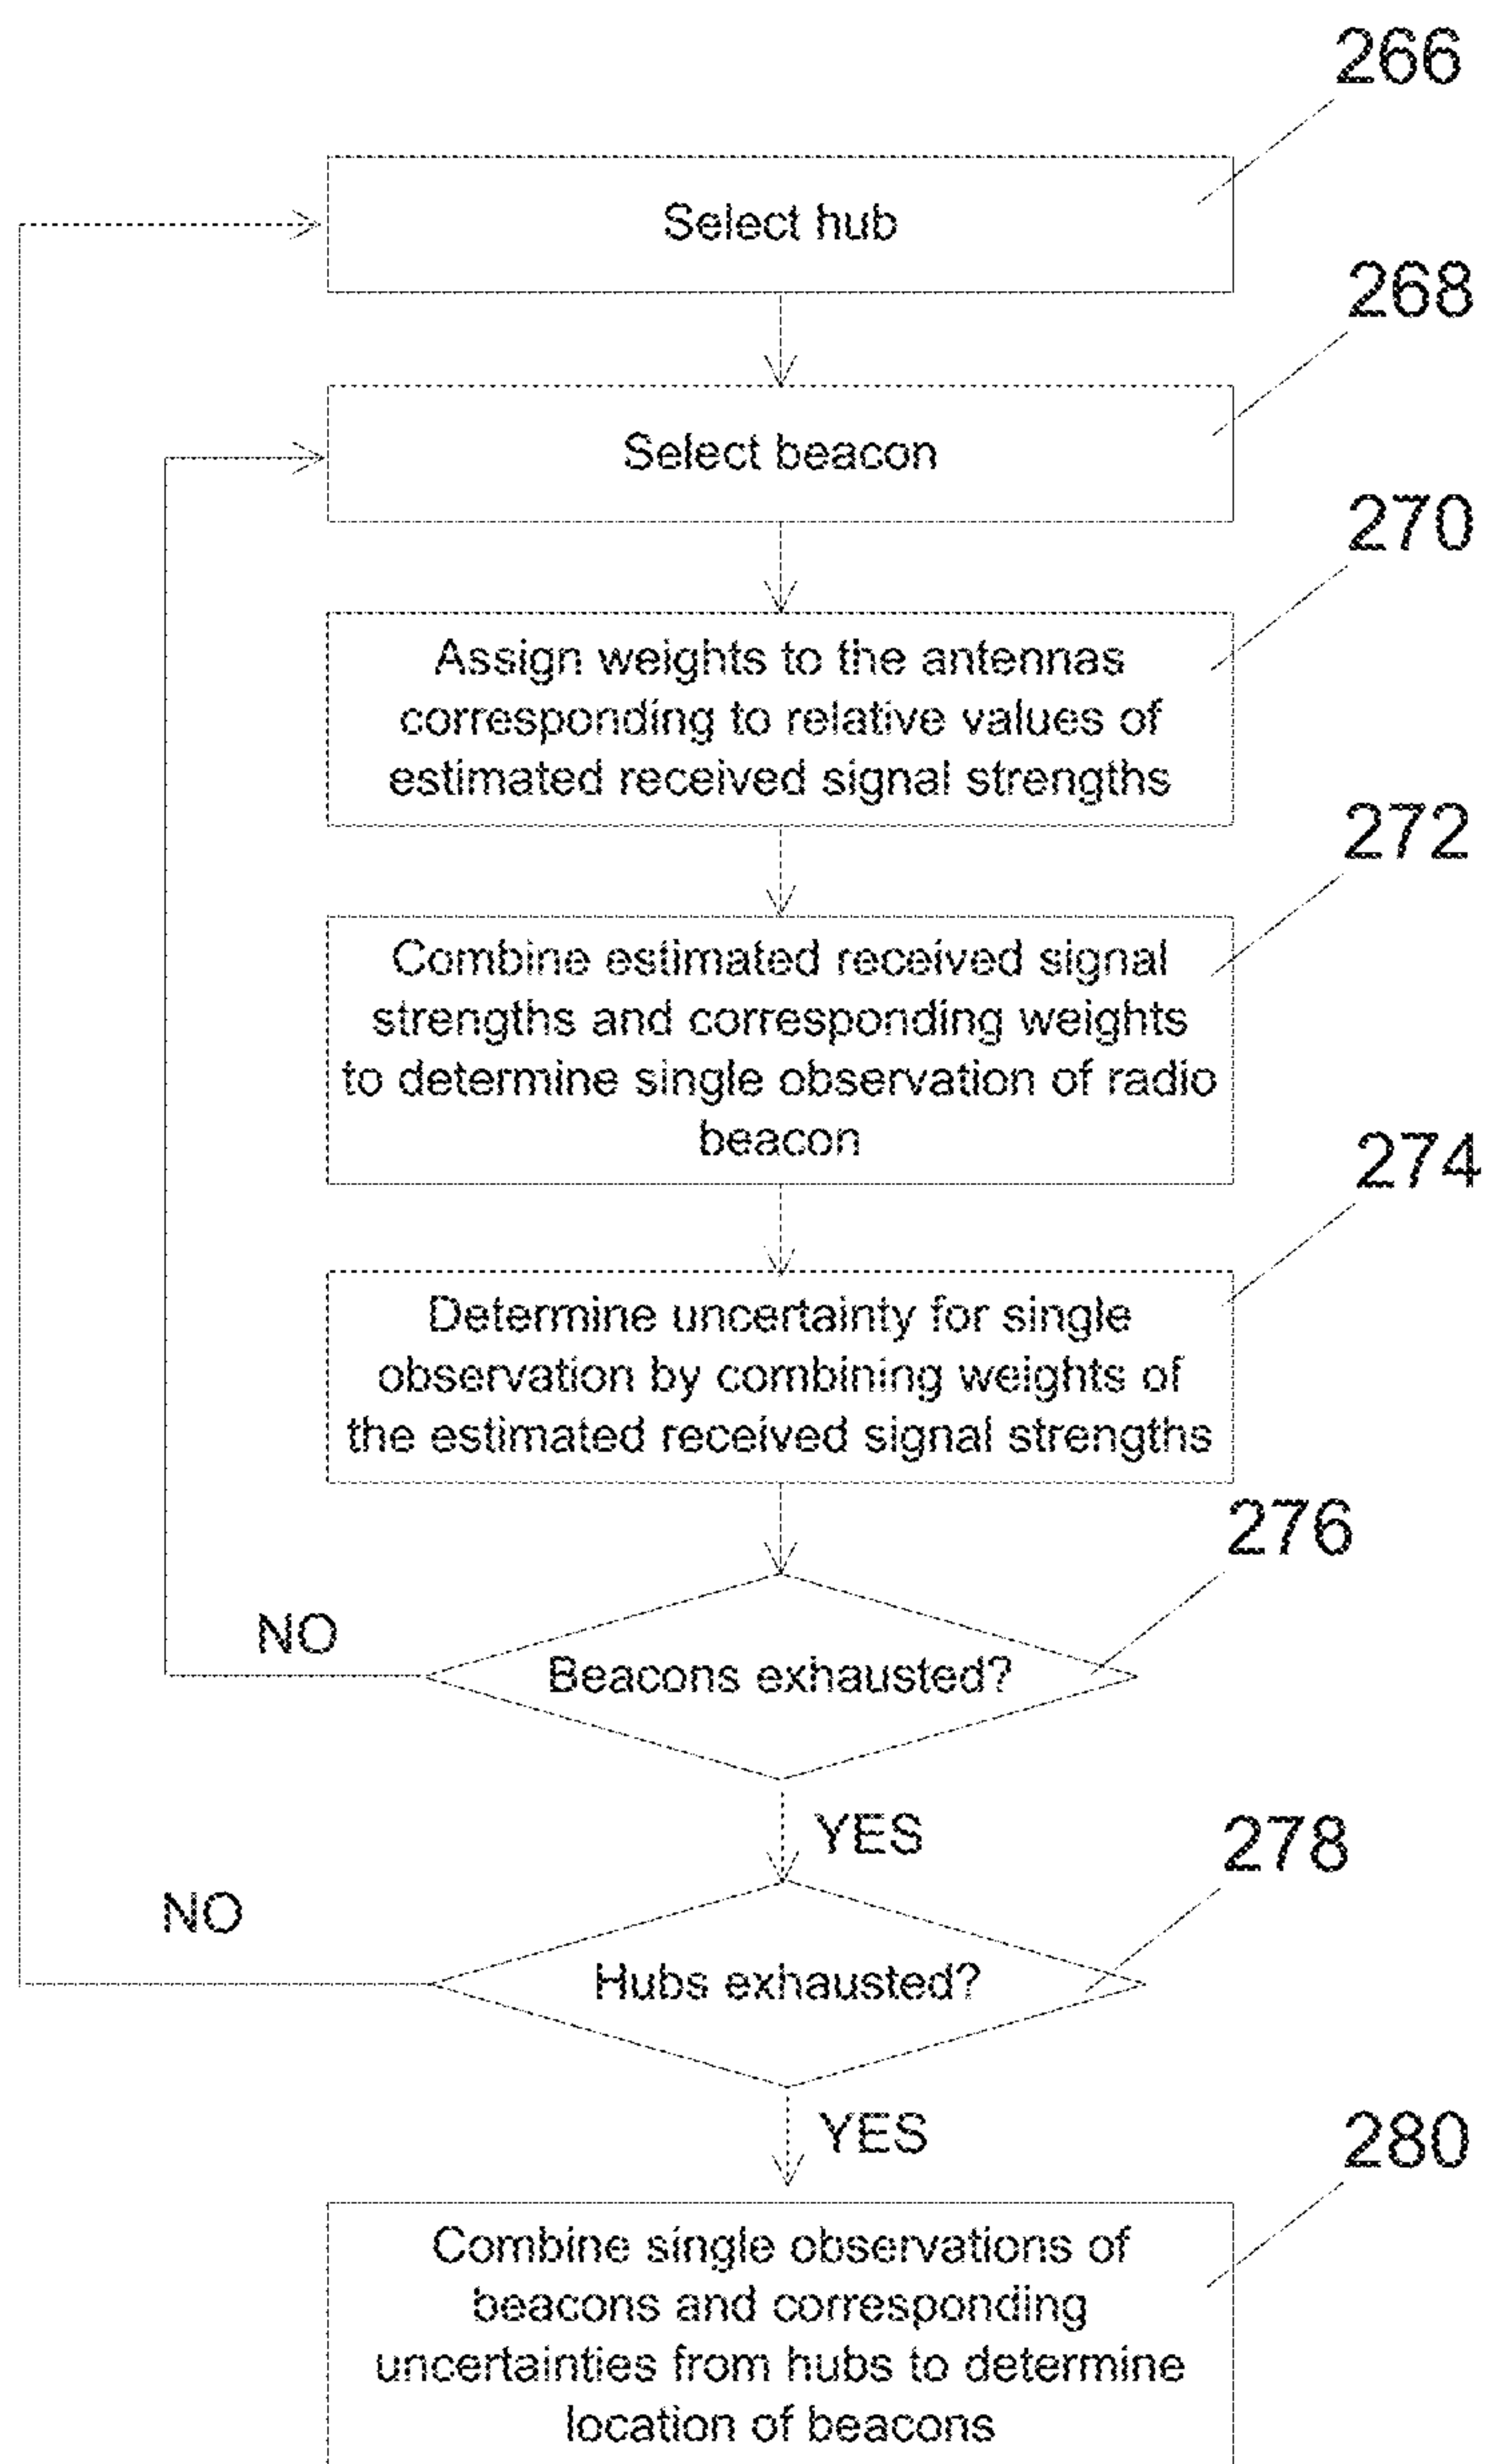 266
Select hub
268
Select beacon
270
Assign weights to the antennas
corresponding to relative values of
estimated received signal strengths
272
Combine estimated received signal
strengths and corresponding weights
to determine single observation of radio
beacon
274
Determine uncertainty for single
observation by combining weights of
the estimated received signal strengths
276
NO
Beacons exhausted?
YES
278
NO
Hubs exhausted?
YES
280
Combine single observations of
beacons and corresponding
uncertainties from hubs to determine
location of beacons